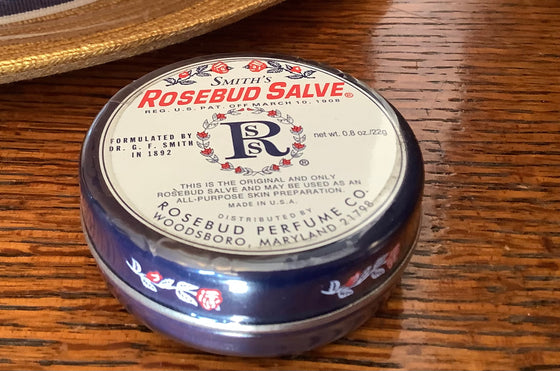 SMITH'S
ROSEBUD SALVE®
REG. U.S. PAT. OFF. MARCH 10, 1908
FORMULATED BY
DR. G. F. SMITH
IN 1892
RSS
®
net wt. 0.8 oz./22g
THIS IS THE ORIGINAL AND ONLY
ROSEBUD SALVE AND MAY BE USED AS AN
ALL-PURPOSE SKIN PREPARATION.
MADE IN U.S.A.
DISTRIBUTED BY
ROSEBUD PERFUME CO.
WOODSBORO, MARYLAND 21798